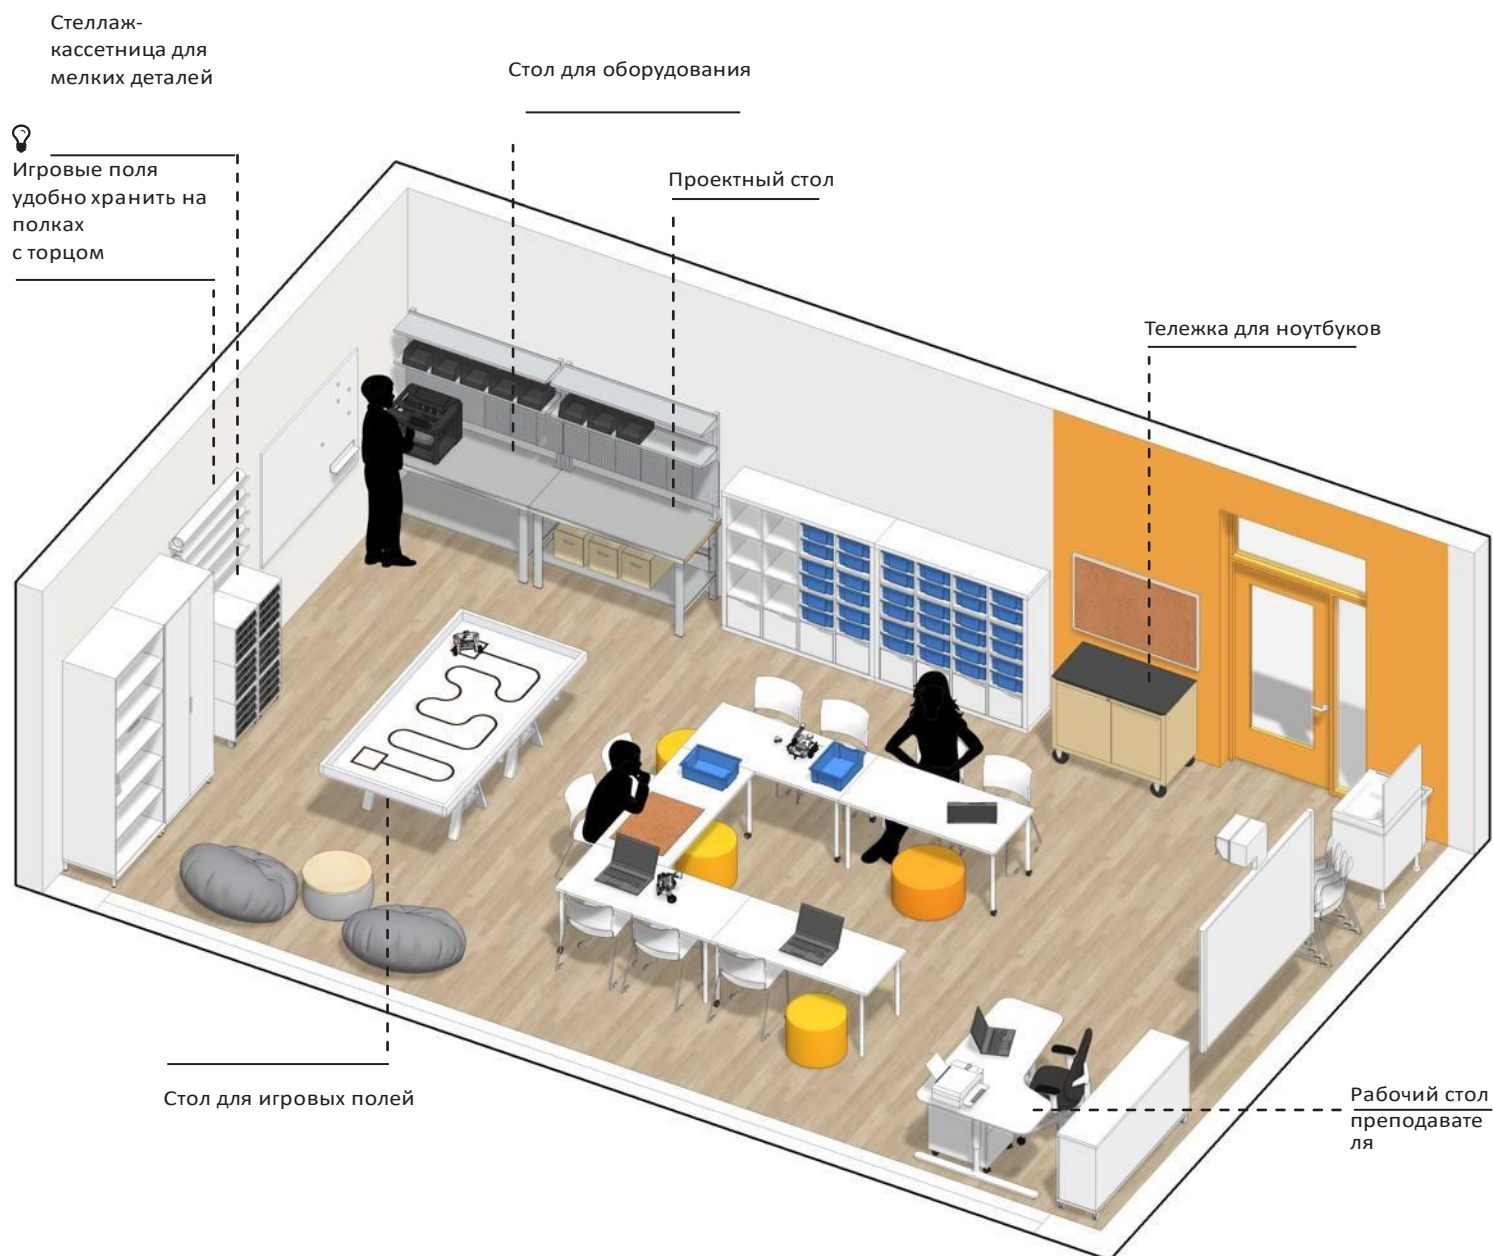 Стеллаж-
кассетница для
мелких деталей
Стол для оборудования
Игровые поля
удобно хранить на
полках
с торцом
Проектный стол
Тележка для ноутбуков
Стол для игровых полей
Рабочий стол
преподавате
ля